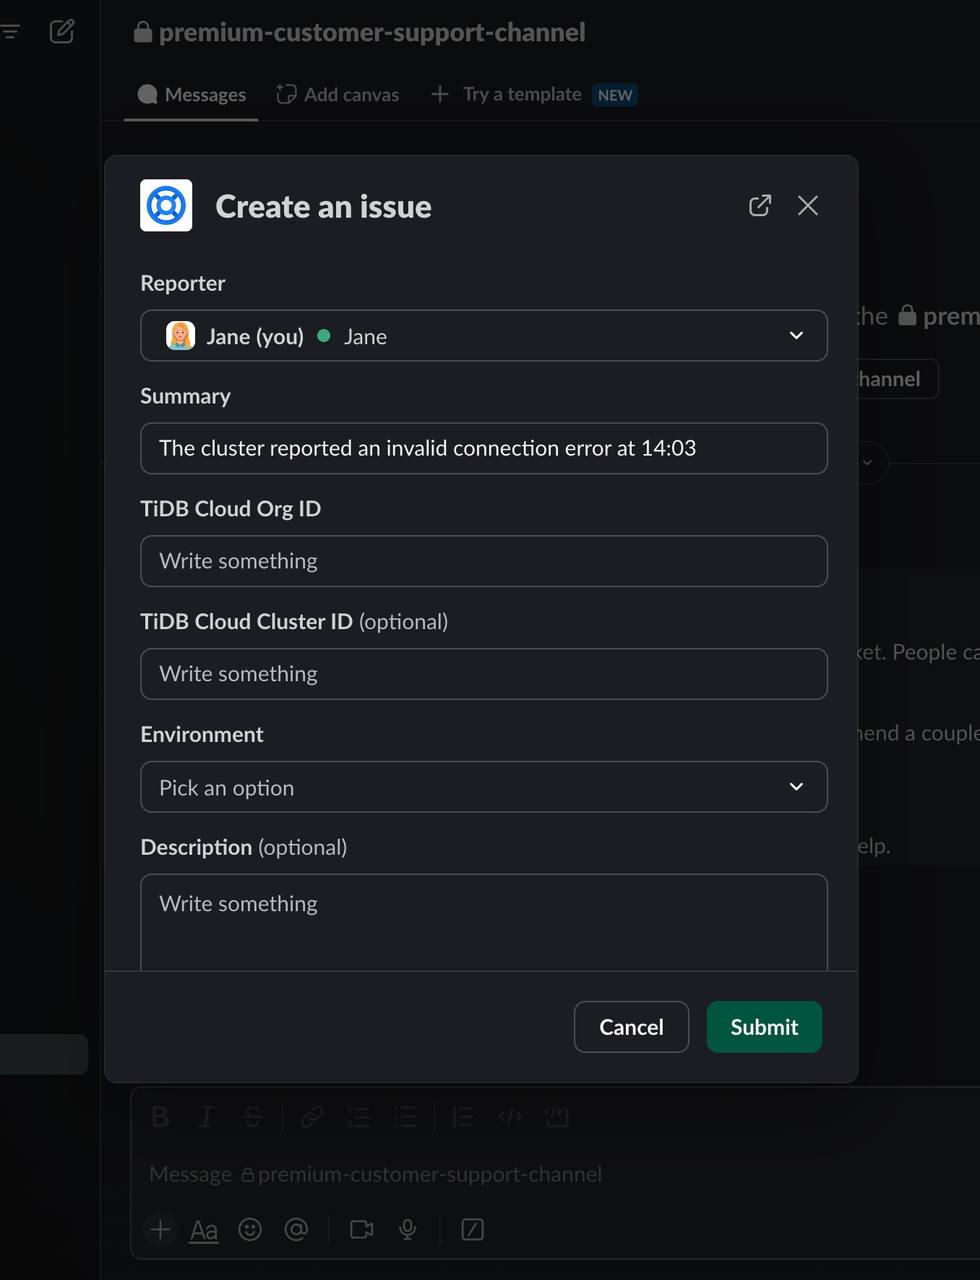 premium-customer-support-channel
Messages Add canvas Try a template NEW
Create an issue
Reporter
the prem
Jane (you) Jane
channel
Summary
The cluster reported an invalid connection error at 14:03
TiDB Cloud Org ID
Write something
TiDB Cloud Cluster ID (optional)
ket. People ca
Write something
Environment
mend a couple
Pick an option
Description (optional)
elp.
Write something
Cancel Submit
Message premium-customer-support-channel
Aa